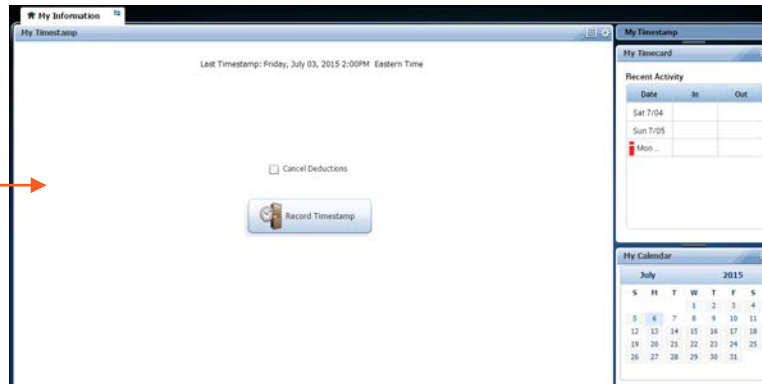 My Information
My Timestamp
Last Timestamp: Friday, July 03, 2015 2:00PM Eastern Time
Cancel Deductions
Record Timestamp
My Timestamp
My Timecard
Recent Activity
Date In Out
Sat 7/04
Sun 7/05
Mon ...
My Calendar
July 2015
S M T W T F S
1 2 3 4
5 6 7 8 9 10 11
12 13 14 15 16 17 18
19 20 21 22 23 24 25
26 27 28 29 30 31